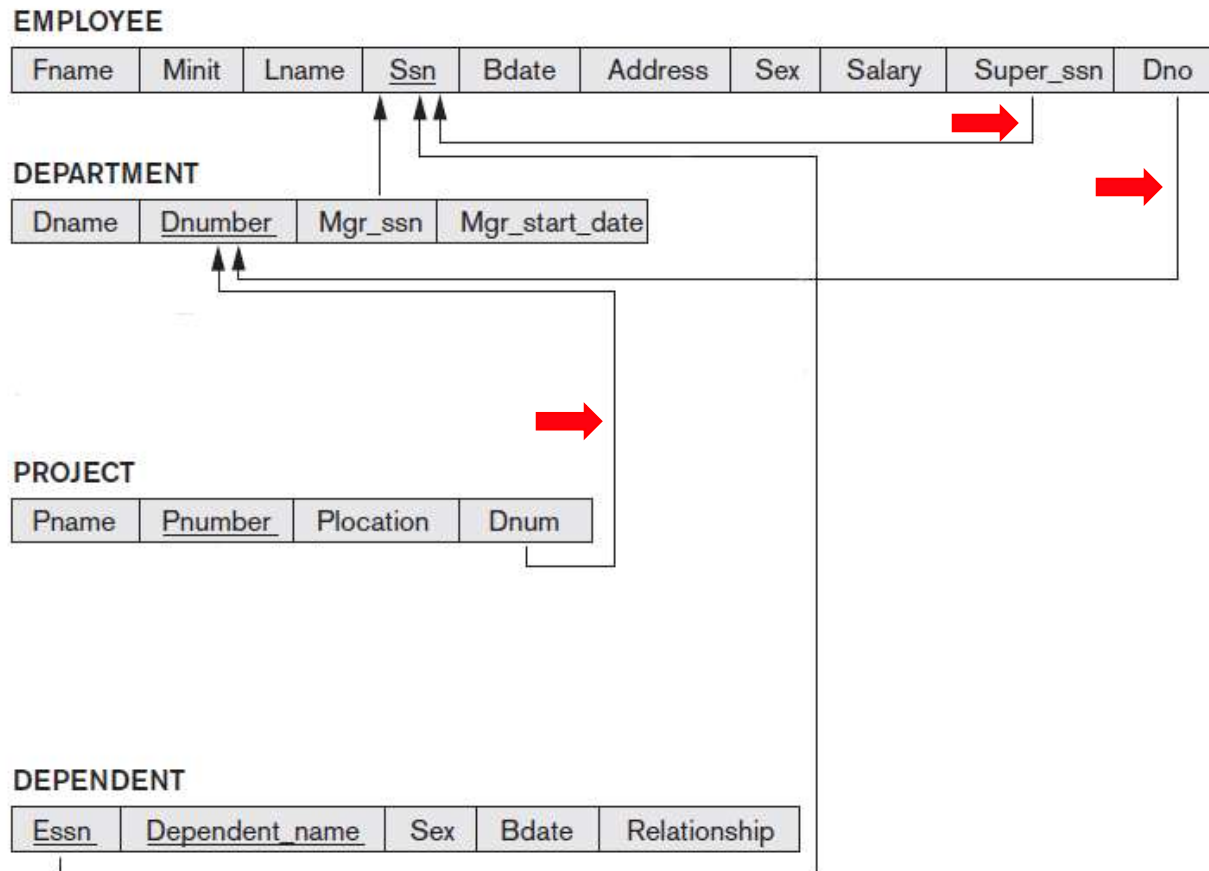 EMPLOYEE
Fname Minit Lname Ssn Bdate Address Sex Salary Super_ssn Dno
DEPARTMENT
Dname Dnumber Mgr_ssn Mgr_start_date
PROJECT
Pname Pnumber Plocation Dnum
DEPENDENT
Essn Dependent_name Sex Bdate Relationship